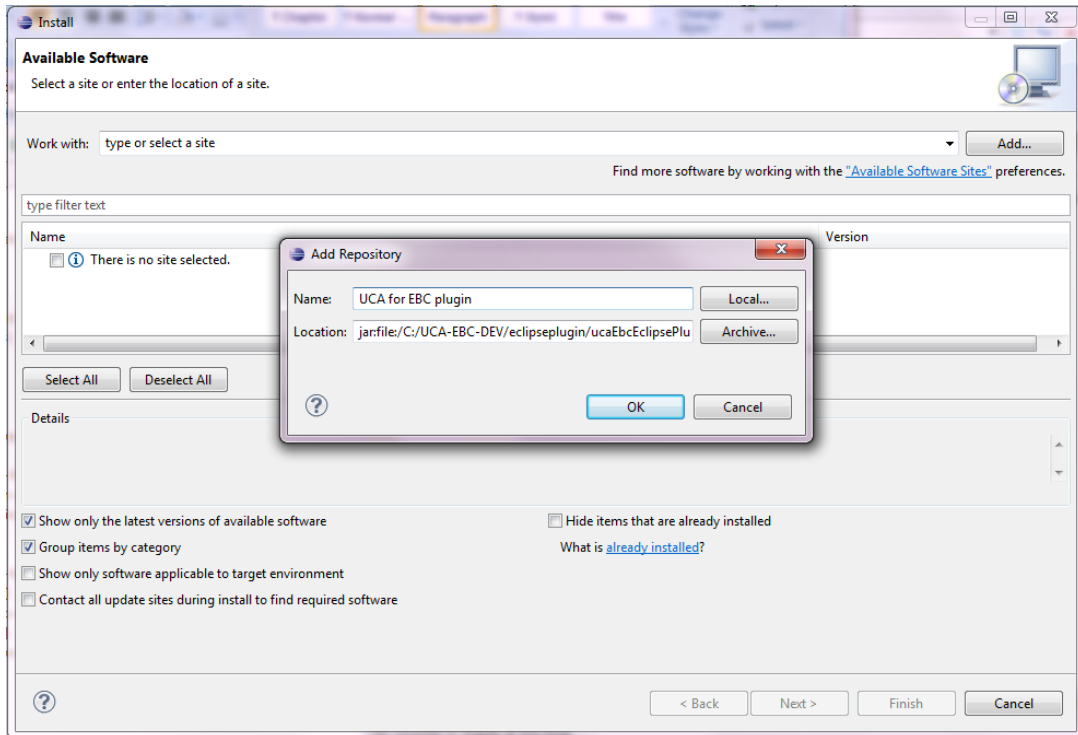 Install
Available Software
Select a site or enter the location of a site.
Work with: type or select a site Add...
Find more software by working with the "Available Software Sites" preferences.
type filter text
Name Version
There is no site selected.
Add Repository
Name: UCA for EBC plugin Local...
Location: jar:file:/C:/UCA-EBC-DEV/eclipseplugin/ucaEbcEclipsePlu Archive...
OK Cancel
Select All Deselect All
Details
Show only the latest versions of available software Hide items that are already installed
Group items by category What is already installed?
Show only software applicable to target environment
Contact all update sites during install to find required software
< Back Next > Finish Cancel